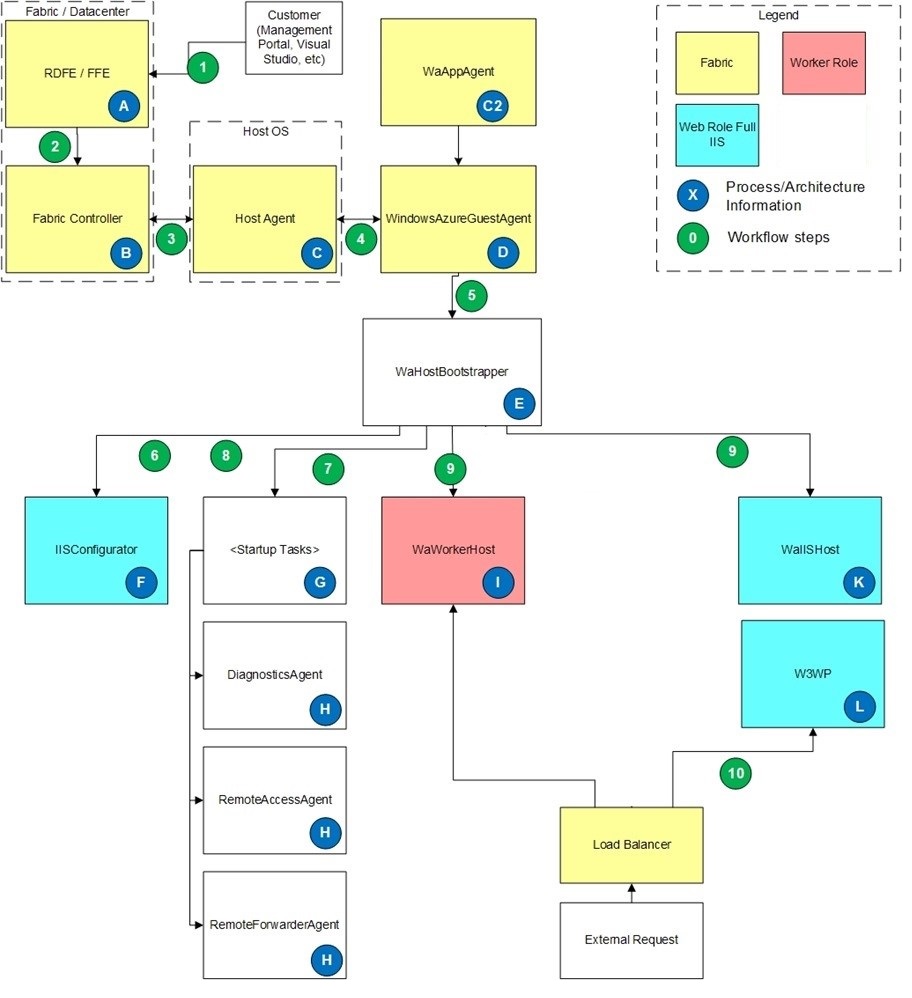 Fabric / Datacenter
RDFE / FFE
A
Customer
(Management
Portal, Visual
Studio, etc)
1
2
WaAppAgent
C2
Legend
Fabric
Worker Role
Web Role Full
IIS
X
Process/Architecture
Information
0
Workflow steps
Fabric Controller
B
3
Host OS
Host Agent
C
4
WindowsAzureGuestAgent
D
5
WaHostBootstrapper
E
6
8
7
9
9
IISConfigurator
F
<Startup Tasks>
G
WaWorkerHost
I
WaIISHost
K
DiagnosticsAgent
H
W3WP
L
RemoteAccessAgent
H
10
Load Balancer
RemoteForwarderAgent
H
External Request